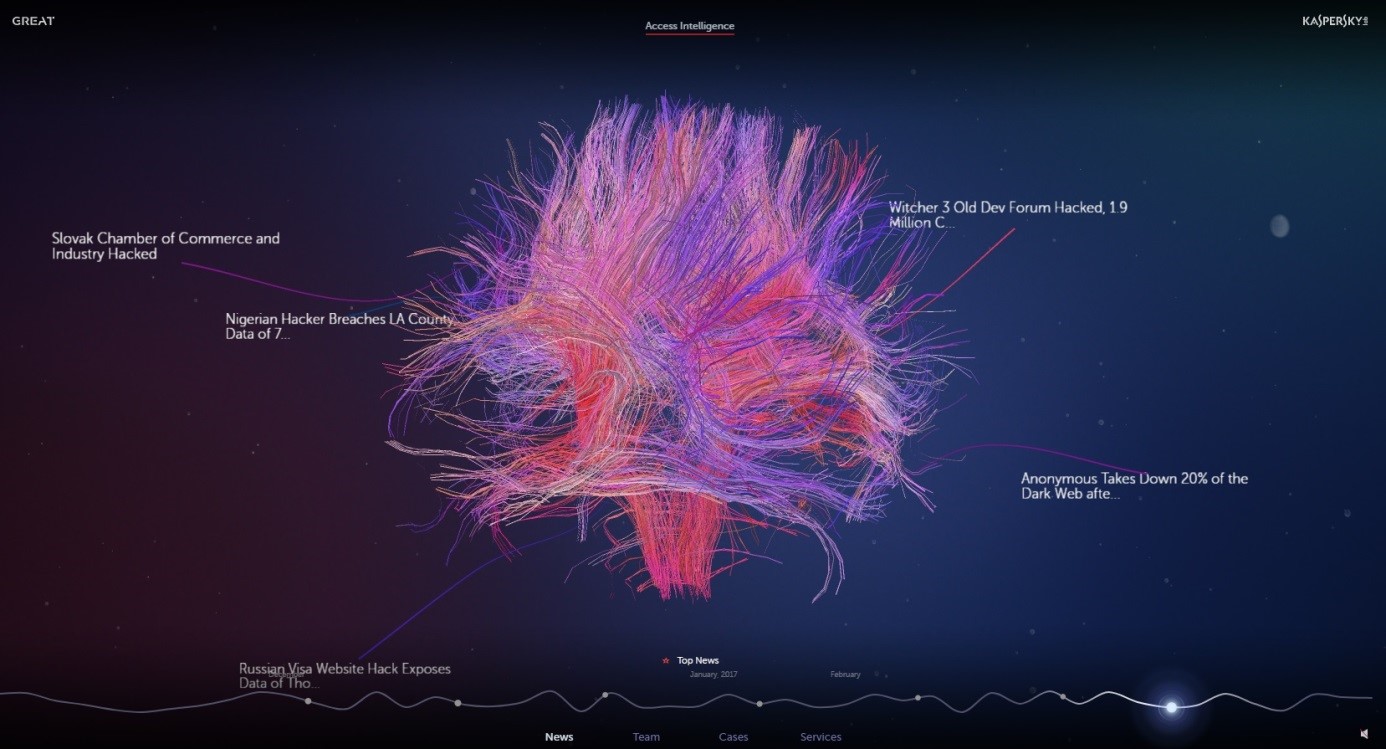 GREAT
Access Intelligence
KASPERSKY
Witcher 3 Old Dev Forum Hacked, 1.9
Million C...
Slovak Chamber of Commerce and
Industry Hacked
Nigerian Hacker Breaches LA County,
Data of 7...
Anonymous Takes Down 20% of the
Dark Web afte...
Russian Visa Website Hack Exposes
Data of Tho...
Top News
January, 2017
February
News
Team
Cases
Services